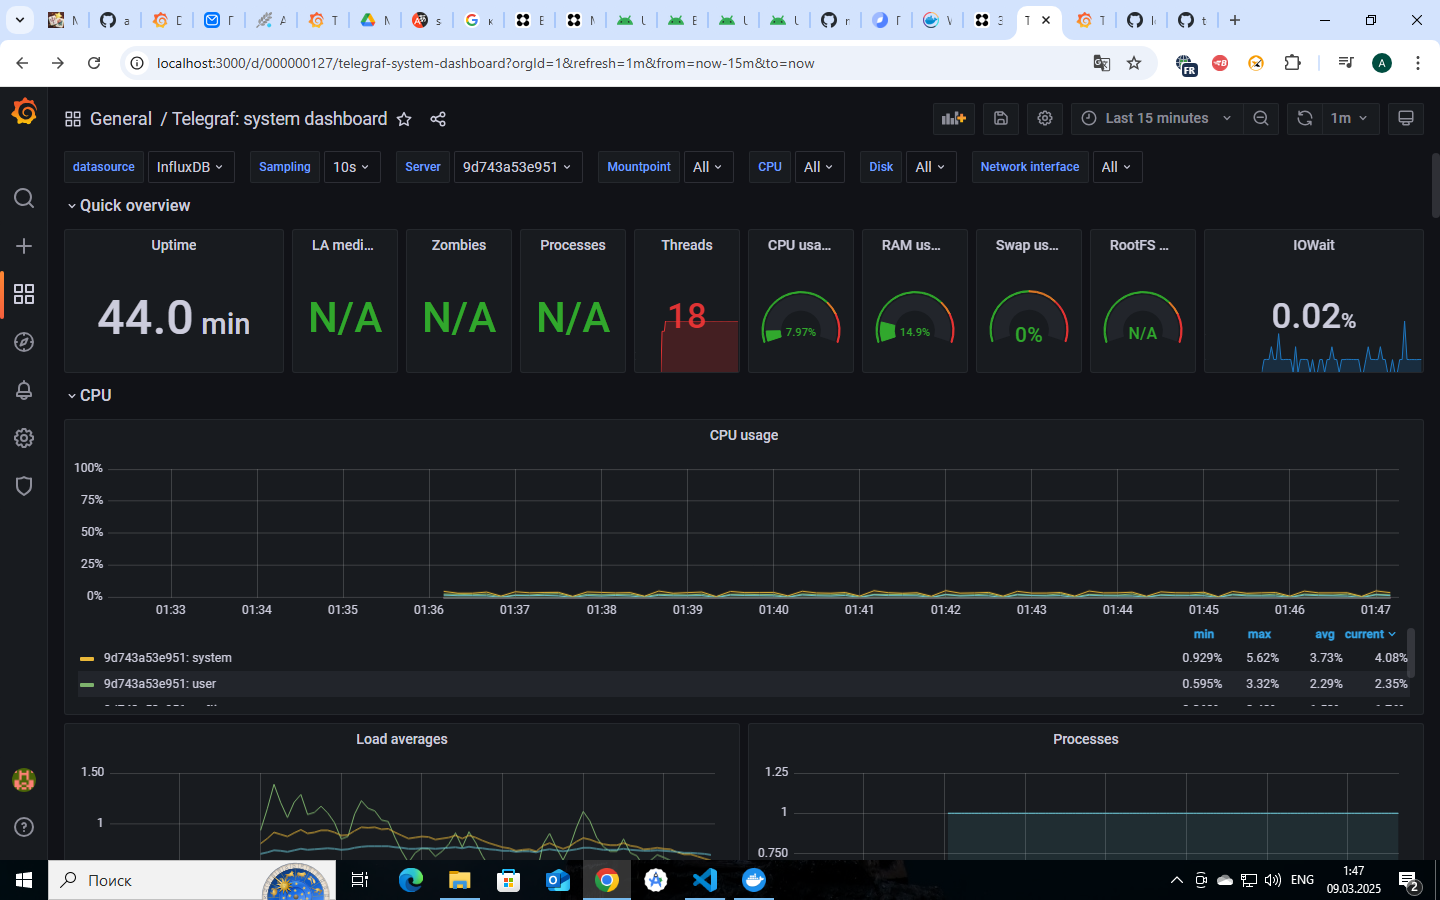 localhost:3000/d/000000127/telegraf-system-dashboard?orgId=1&refresh=1m&from=now-15m&to=now
FR
A
General / Telegraf: system dashboard
Last 15 minutes
1m
datasource InfluxDB Sampling 10s Server 9d743a53e951 Mountpoint All CPU All Disk All Network interface All
Quick overview
Uptime
44.0 min
LA medi...
N/A
Zombies
N/A
Processes
N/A
Threads
18
CPU usa...
7.97%
RAM us...
14.9%
Swap us...
0%
RootFS ...
N/A
IOWait
0.02%
CPU
CPU usage
100%
75%
50%
25%
0%
01:33 01:34 01:35 01:36 01:37 01:38 01:39 01:40 01:41 01:42 01:43 01:44 01:45 01:46 01:47
min max avg current
9d743a53e951: system 0.929% 5.62% 3.73% 4.08%
9d743a53e951: user 0.595% 3.32% 2.29% 2.35%
Load averages
1.50
1
Processes
1.25
1
0.750
Поиск
ENG
1:47
09.03.2025
2